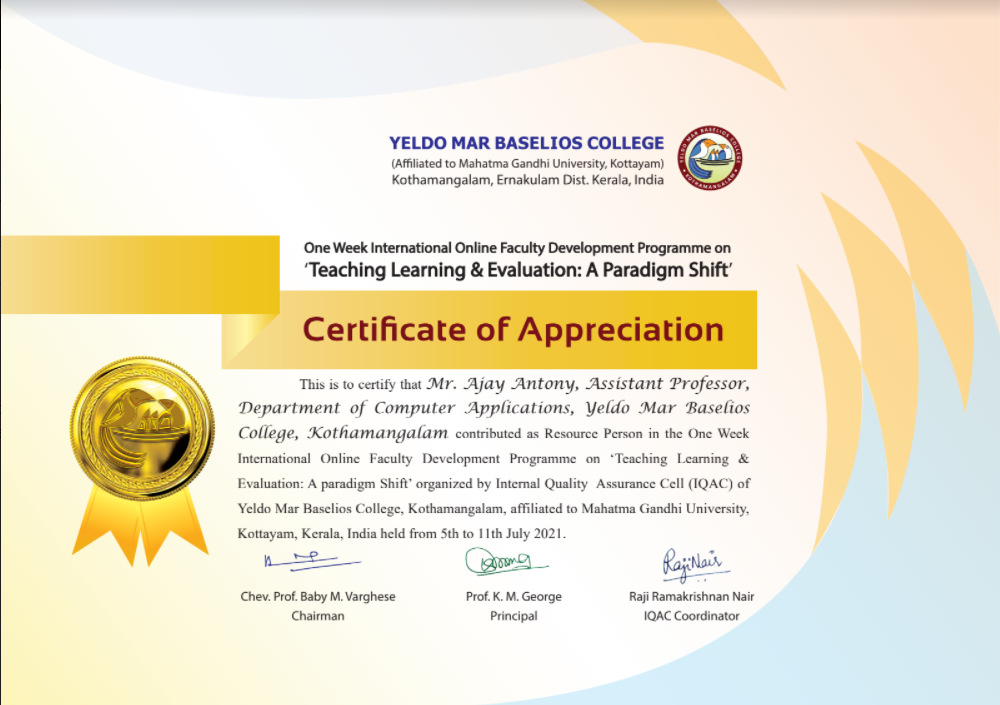 YELDO MAR BASELIOS COLLEGE
(Affiliated to Mahatma Gandhi University, Kottayam)
Kothamangalam, Ernakulam Dist. Kerala, India
YELDO MAR BASELIOS COLLEGE
KOTHAMANGALAM
One Week International Online Faculty Development Programme on
‘Teaching Learning & Evaluation: A Paradigm Shift’
Certificate of Appreciation
This is to certify that Mr. Ajay Antony, Assistant Professor,
Department of Computer Applications, Yeldo Mar Baselios
College, Kothamangalam contributed as Resource Person in the One Week
International Online Faculty Development Programme on ‘Teaching Learning &
Evaluation: A paradigm Shift’ organized by Internal Quality Assurance Cell (IQAC) of
Yeldo Mar Baselios College, Kothamangalam, affiliated to Mahatma Gandhi University,
Kottayam, Kerala, India held from 5th to 11th July 2021.
RajiNair
Chev. Prof. Baby M. Varghese
Chairman
Prof. K. M. George
Principal
Raji Ramakrishnan Nair
IQAC Coordinator